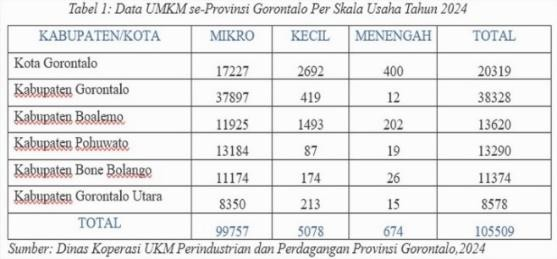 Tabel 1: Data UMKM se-Provinsi Gorontalo Per Skala Usaha Tahun 2024
KABUPATEN/KOTA MIKRO KECIL MENENGAH TOTAL
Kota Gorontalo 17227 2692 400 20319
Kabupaten Gorontalo 37897 419 12 38328
Kabupaten Boalemo 11925 1493 202 13620
Kabupaten Pohuwato 13184 87 19 13290
Kabupaten Bone Bolango 11174 174 26 11374
Kabupaten Gorontalo Utara 8350 213 15 8578
TOTAL 99757 5078 674 105509
Sumber: Dinas Koperasi UKM Perindustrian dan Perdagangan Provinsi Gorontalo,2024